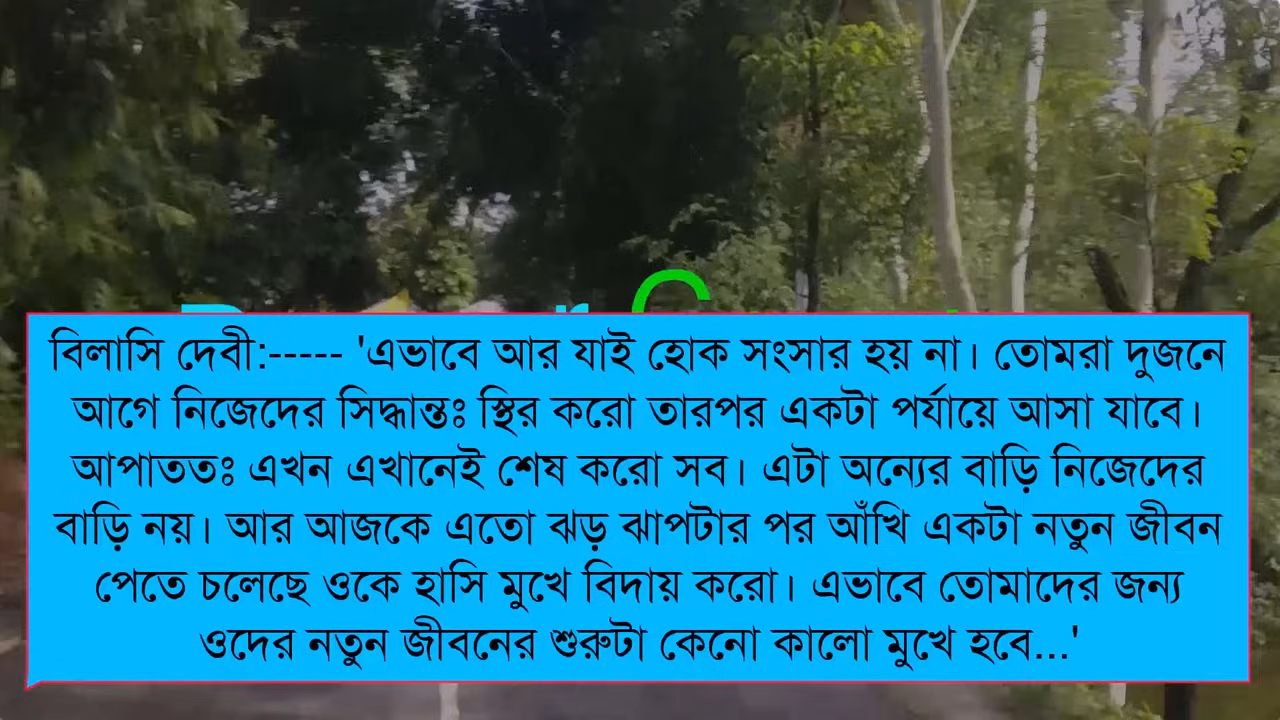 বিলাসি দেবী:----- 'এভাবে আর যাই হোক সংসার হয় না। তোমরা দুজনে
আগে নিজেদের সিদ্ধান্তঃ স্থির করো তারপর একটা পর্যায়ে আসা যাবে।
আপাততঃ এখন এখানেই শেষ করো সব। এটা অন্যের বাড়ি নিজেদের
বাড়ি নয়। আর আজকে এতো ঝড় ঝাপটার পর আঁখি একটা নতুন জীবন
পেতে চলেছে ওকে হাসি মুখে বিদায় করো। এভাবে তোমাদের জন্য
ওদের নতুন জীবনের শুরুটা কেনো কালো মুখে হবে...'